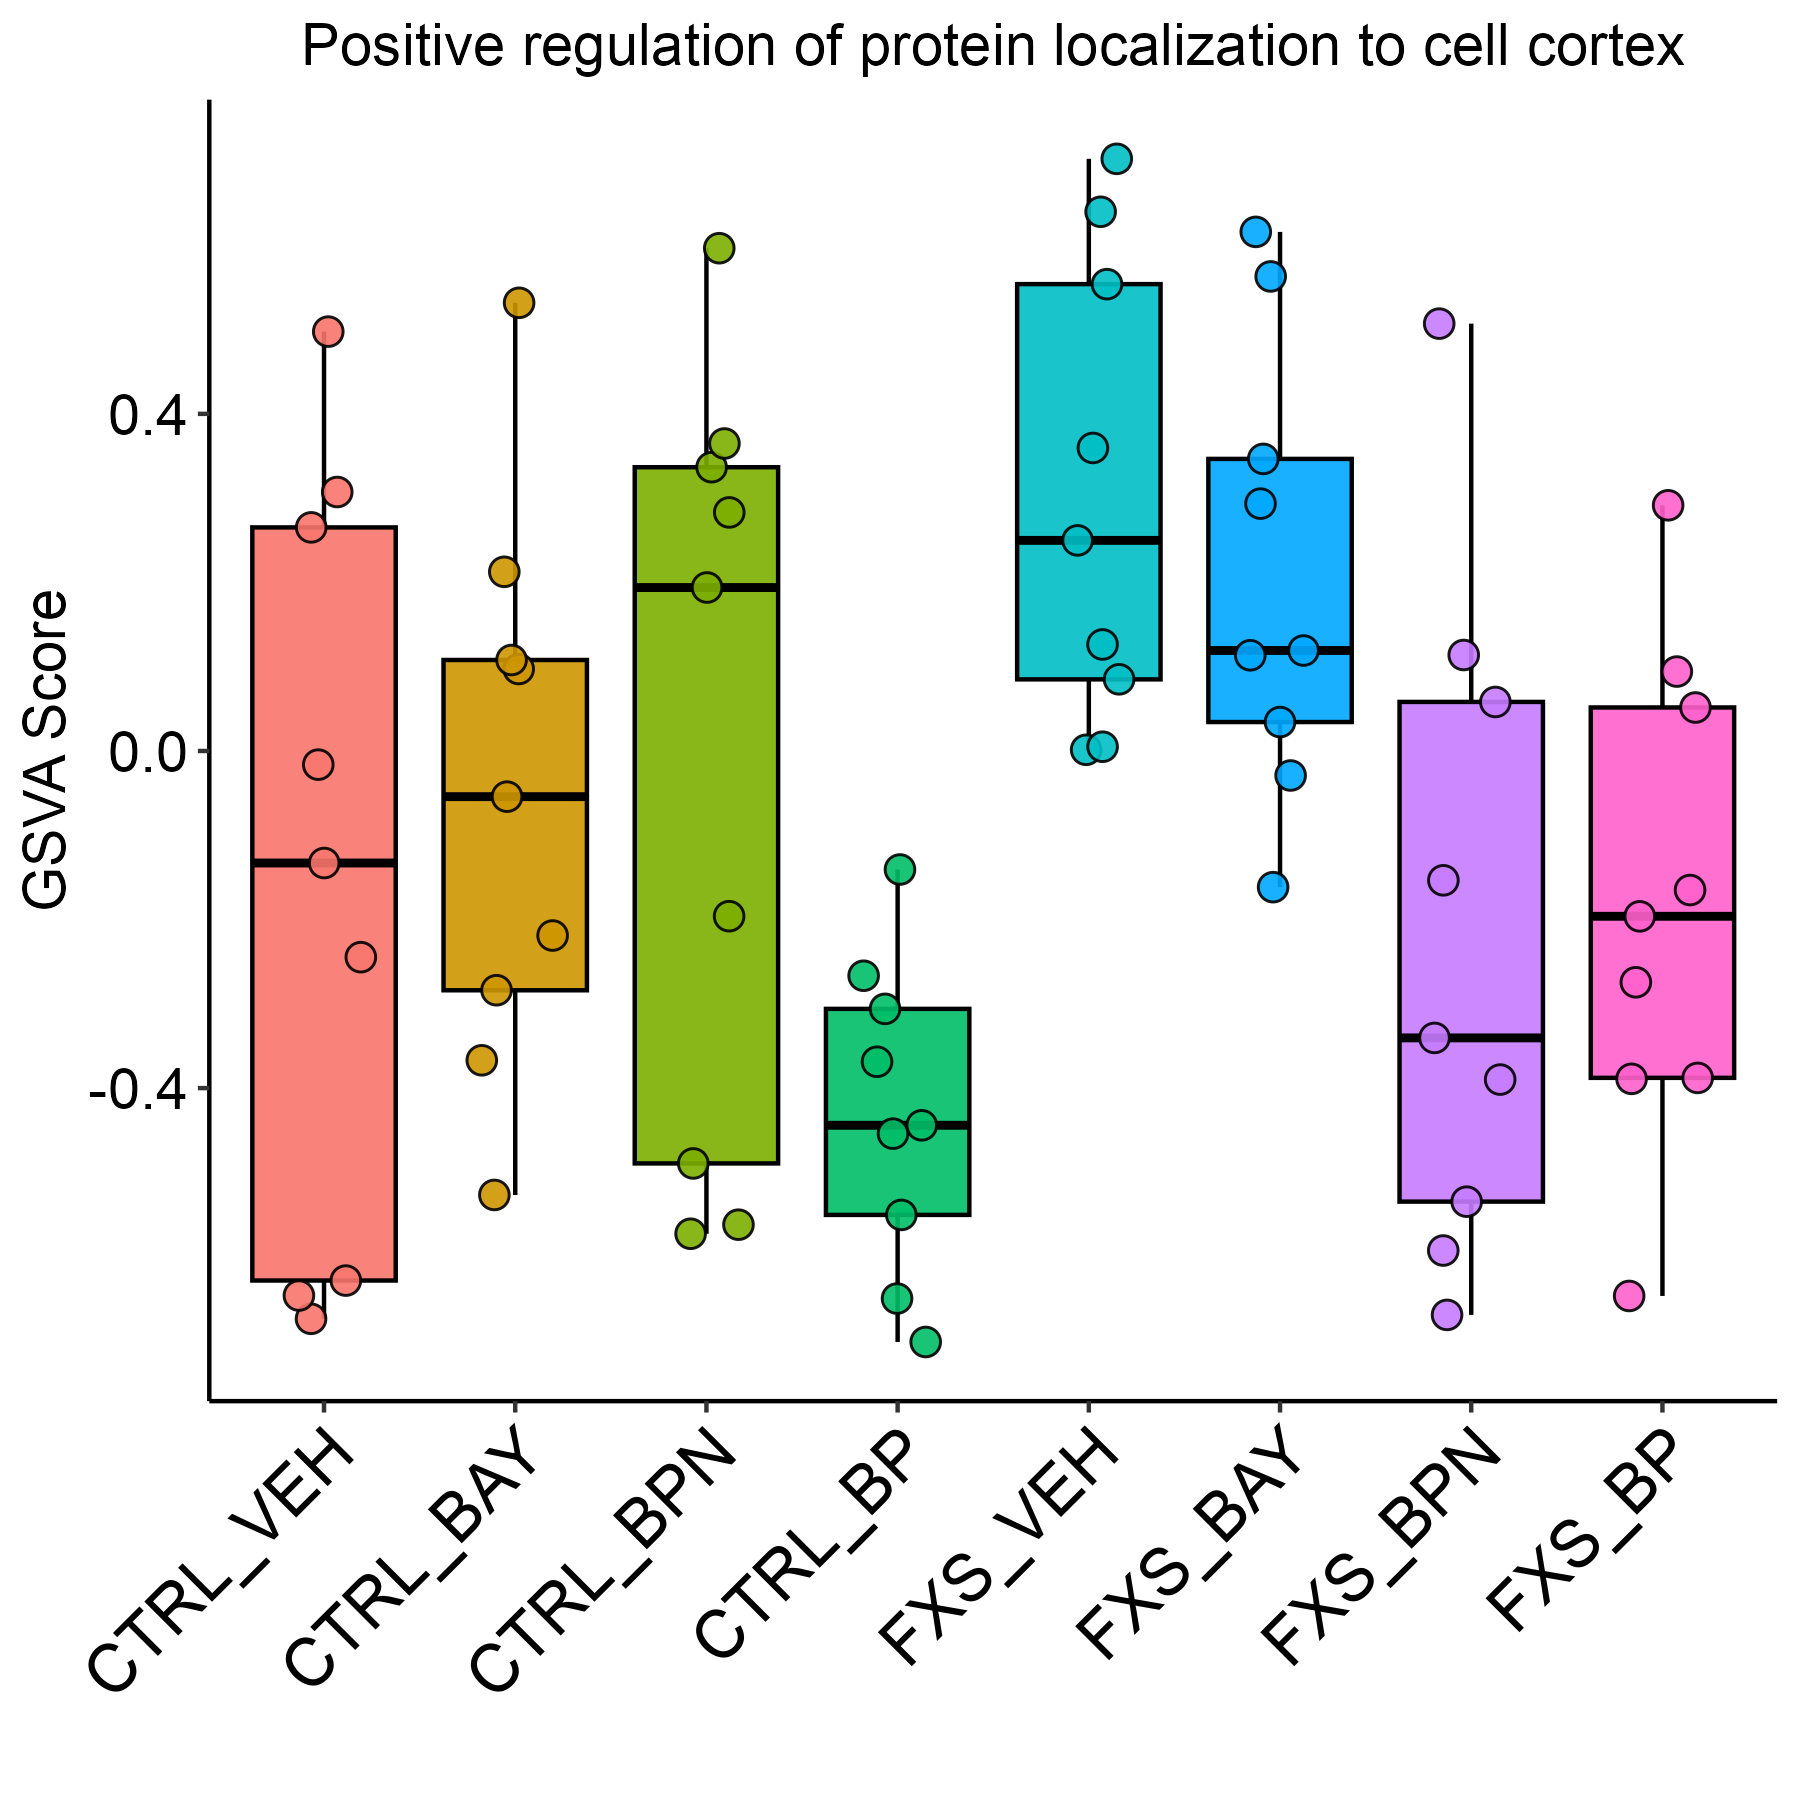 Positive regulation of protein localization to cell cortex
GSVA Score
0.4
0.0
-0.4
CTRL_VEH
CTRL_BAY
CTRL_BPN
CTRL_BP
FXS_VEH
FXS_BAY
FXS_BPN
FXS_BP